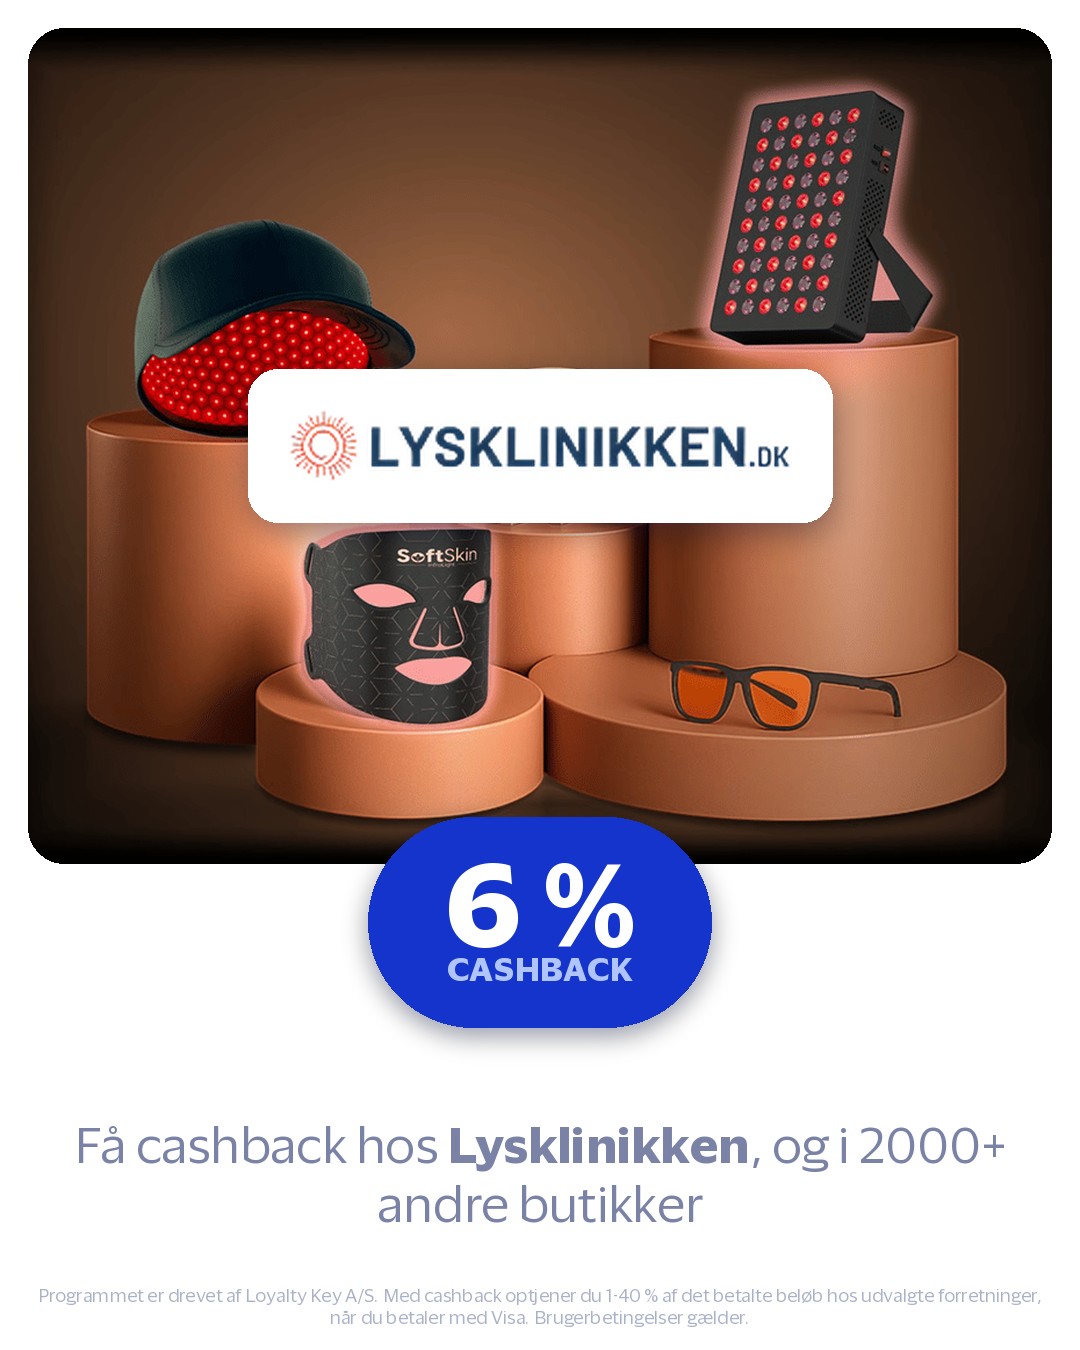 LYSKLINIKKEN.DK
SoftSkin
6 %
CASHBACK
Få cashback hos Lysklinikken, og i 2000+
andre butikker
Programmet er drevet af Loyalty Key A/S. Med cashback optjener du 1-40 % af det betalte beløb hos udvalgte forretninger,
når du betaler med Visa. Brugerbetingelser gælder.